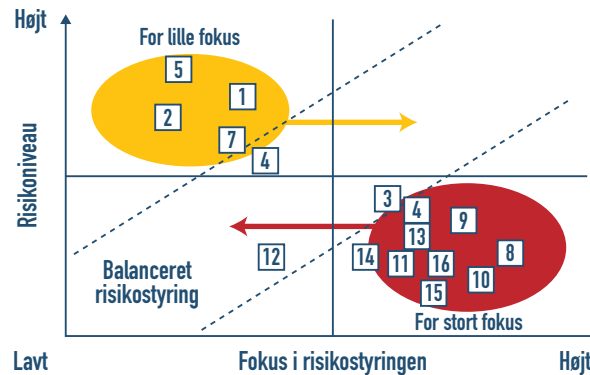 Højt
For lille fokus
5
1
2
7
4
Risikoniveau
3
4
9
13
12
14
11
16
8
10
15
Balanceret
risikostyring
For stort fokus
Lavt
Fokus i risikostyringen
Højt